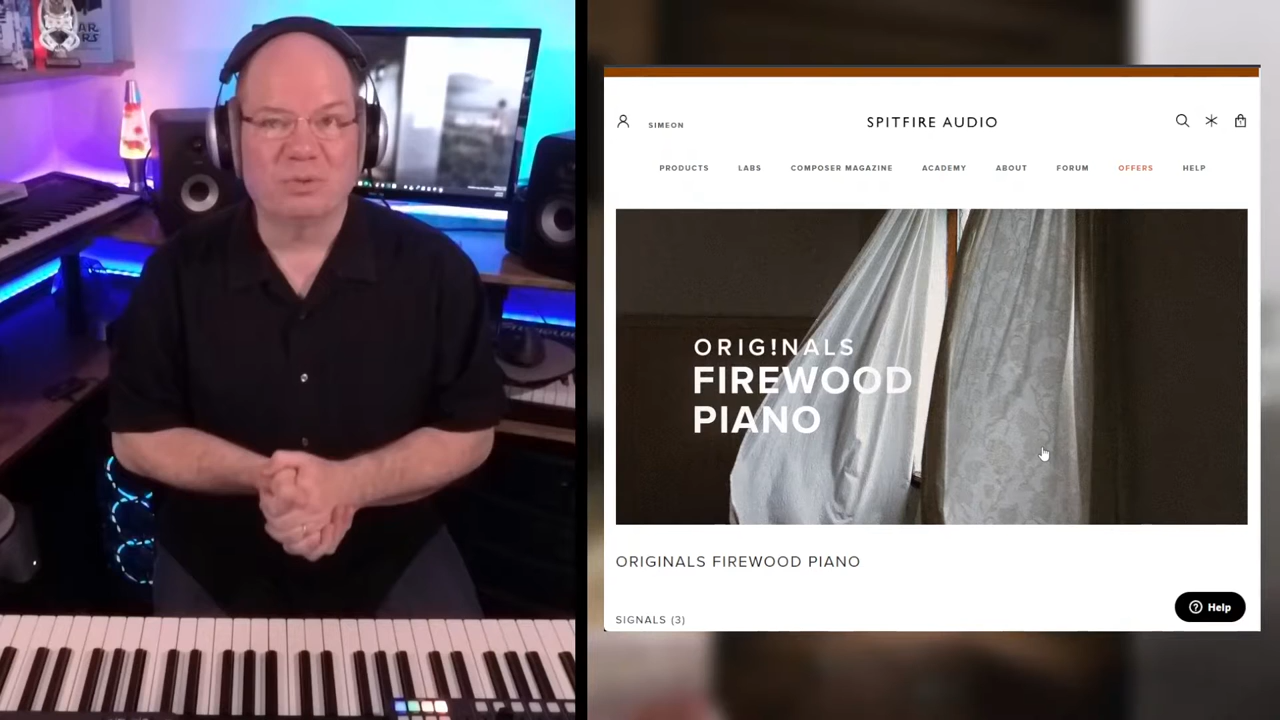 SIMEON
SPITFIRE AUDIO
PRODUCTS LABS COMPOSER MAGAZINE ACADEMY ABOUT FORUM OFFERS HELP
ORIG!NALS
FIREWOOD
PIANO
ORIGINALS FIREWOOD PIANO
SIGNALS (3)
Help